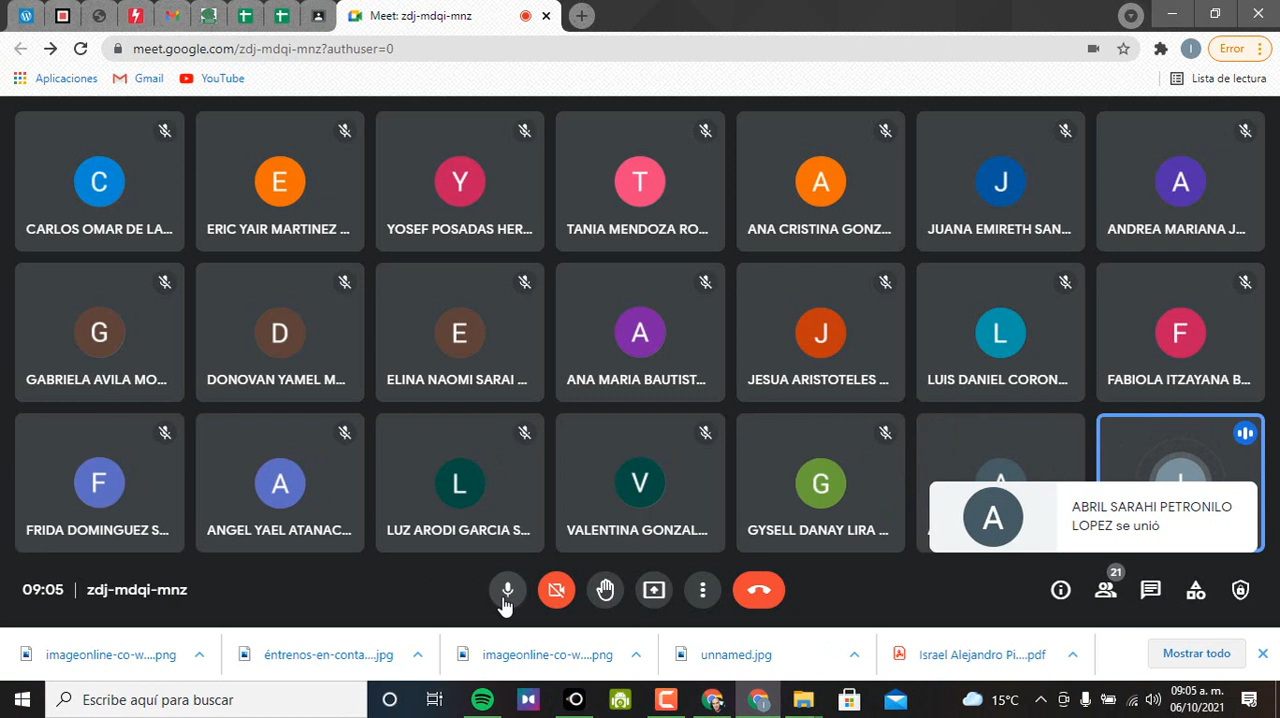 Meet: zdj-mdqi-mnz
meet.google.com/zdj-mdqi-mnz?authuser=0
I
Error
Aplicaciones
Gmail
YouTube
Lista de lectura
C
E
Y
T
A
J
A
CARLOS OMAR DE LA...
ERIC YAIR MARTINEZ ...
YOSEF POSADAS HER...
TANIA MENDOZA RO...
ANA CRISTINA GONZ...
JUANA EMIRETH SAN...
ANDREA MARIANA J...
G
D
E
A
J
L
F
GABRIELA AVILA MO...
DONOVAN YAMEL M...
ELINA NAOMI SARAI ...
ANA MARIA BAUTIST...
JESUA ARISTOTELES ...
LUIS DANIEL CORON...
FABIOLA ITZAYANA B...
F
A
L
V
G
A
FRIDA DOMINGUEZ S...
ANGEL YAEL ATANAC...
LUZ ARODI GARCIA S...
VALENTINA GONZAL...
GYSELL DANAY LIRA ...
A
ABRIL SARAHI PETRONILO
LOPEZ se unió
09:05
zdj-mdqi-mnz
21
imageonline-co-w....png
éntrenos-en-conta....jpg
imageonline-co-w....png
unnamed.jpg
Israel Alejandro Pi....pdf
Mostrar todo
Escribe aquí para buscar
15°C
09:05 a. m.
06/10/2021